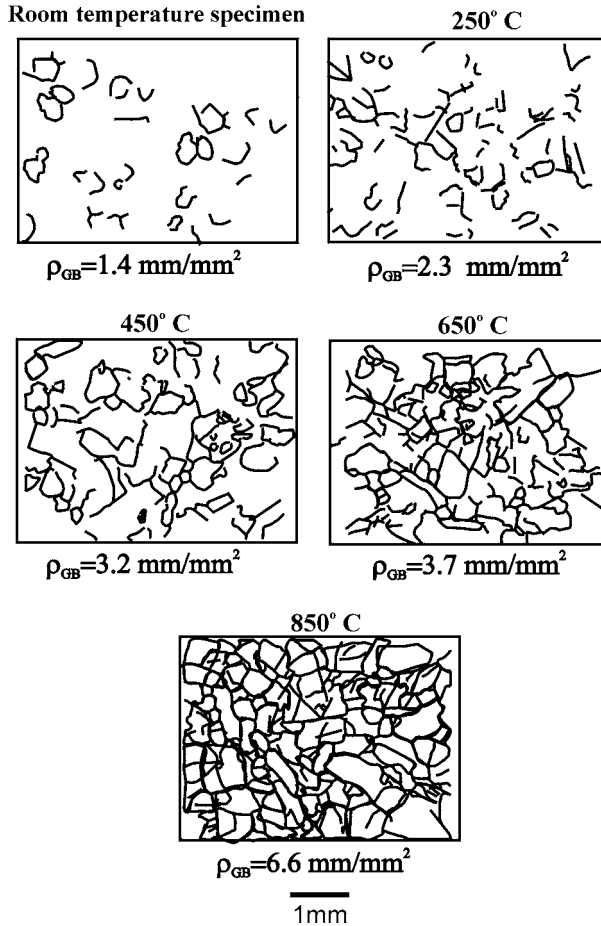 Room temperature specimen
250° C
ρGB=1.4 mm/mm²
ρGB=2.3 mm/mm²
450° C
650° C
ρGB=3.2 mm/mm²
ρGB=3.7 mm/mm²
850° C
ρGB=6.6 mm/mm²
1mm